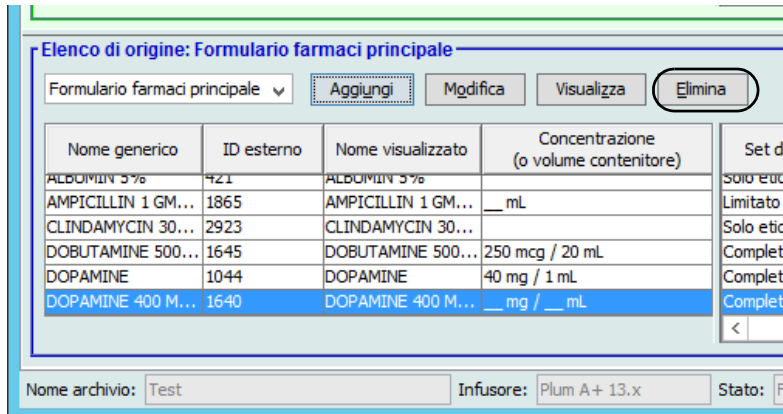 Elenco di origine: Formulario farmaci principale
Formulario farmaci principale Aggiungi Modifica Visualizza Elimina
Nome generico ID esterno Nome visualizzato Concentrazione Set d
(o volume contenitore)
ALBUMIN 5% 421 ALBUMIN 5% Solo etic
AMPICILLIN 1 GM... 1865 AMPICILLIN 1 GM... __ mL Limitato
CLINDAMYCIN 30... 2923 CLINDAMYCIN 30... Solo etic
DOBUTAMINE 500... 1645 DOBUTAMINE 500... 250 mcg / 20 mL Complet
DOPAMINE 1044 DOPAMINE 40 mg / 1 mL Complet
DOPAMINE 400 M... 1640 DOPAMINE 400 M... __ mg / __ mL Complet
Nome archivio: Test Infusore: Plum A+ 13.x Stato: